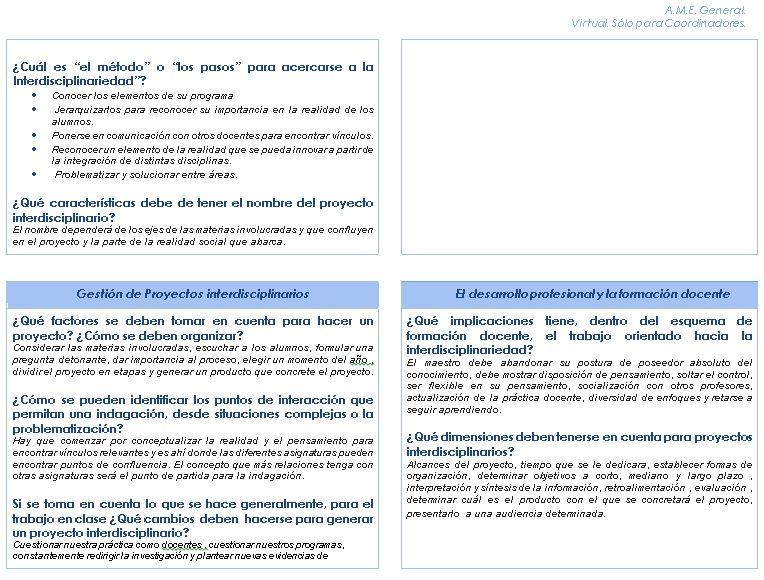 A.M.E. General.
Virtual. Sólo para Coordinadores.
¿Cuál es “el método” o “los pasos” para acercarse a la
Interdisciplinariedad”?
• Conocer los elementos de su programa
• Jerarquizarlos para reconocer su importancia en la realidad de los
alumnos.
• Ponerse en comunicación con otros docentes para encontrar vínculos.
• Reconocer un elemento de la realidad que se pueda innovar a partir de
la integración de distintas disciplinas.
• Problematizar y solucionar entre áreas.
¿Qué características debe de tener el nombre del proyecto
interdisciplinario?
El nombre dependerá de los ejes de las materias involucradas y que confluyen
en el proyecto y la parte de la realidad social que abarca.
Gestión de Proyectos interdisciplinarios
¿Qué factores se deben tomar en cuenta para hacer un
proyecto? ¿Cómo se deben organizar?
Considerar las materias involucradas, escuchar a los alumnos, formular una
pregunta detonante, dar importancia al proceso, elegir un momento del año ,
dividir el proyecto en etapas y generar un producto que concrete el proyecto.
¿Cómo se pueden identificar los puntos de interacción que
permitan una indagación, desde situaciones complejas o la
problematización?
Hay que comenzar por conceptualizar la realidad y el pensamiento para
encontrar vínculos relevantes y es ahí donde las diferentes asignaturas pueden
encontrar puntos de confluencia. El concepto que más relaciones tenga con
otras asignaturas será el punto de partida para la indagación.
Si se toma en cuenta lo que se hace generalmente, para el
trabajo en clase ¿Qué cambios deben hacerse para generar
un proyecto interdisciplinario?
Cuestionar nuestra práctica como docentes , cuestionar nuestros programas,
constantemente redirigir la investigación y plantear nuevas evidencias de
El desarrollo profesional y la formación docente
¿Qué implicaciones tiene, dentro del esquema de
formación docente, el trabajo orientado hacia la
interdisciplinariedad?
El maestro debe abandonar su postura de poseedor absoluto del
conocimiento, debe mostrar disposición de pensamiento, soltar el control,
ser flexible en su pensamiento, socialización con otros profesores,
actualización de la práctica docente, diversidad de enfoques y retarse a
seguir aprendiendo.
¿Qué dimensiones deben tenerse en cuenta para proyectos
interdisciplinarios?
Alcances del proyecto, tiempo que se le dedicara, establecer formas de
organización, determinar objetivos a corto, mediano y largo plazo ,
interpretación y síntesis de la información, retroalimentación , evaluación ,
determinar cuál es el producto con el que se concretará el proyecto,
presentarlo a una audiencia determinada.